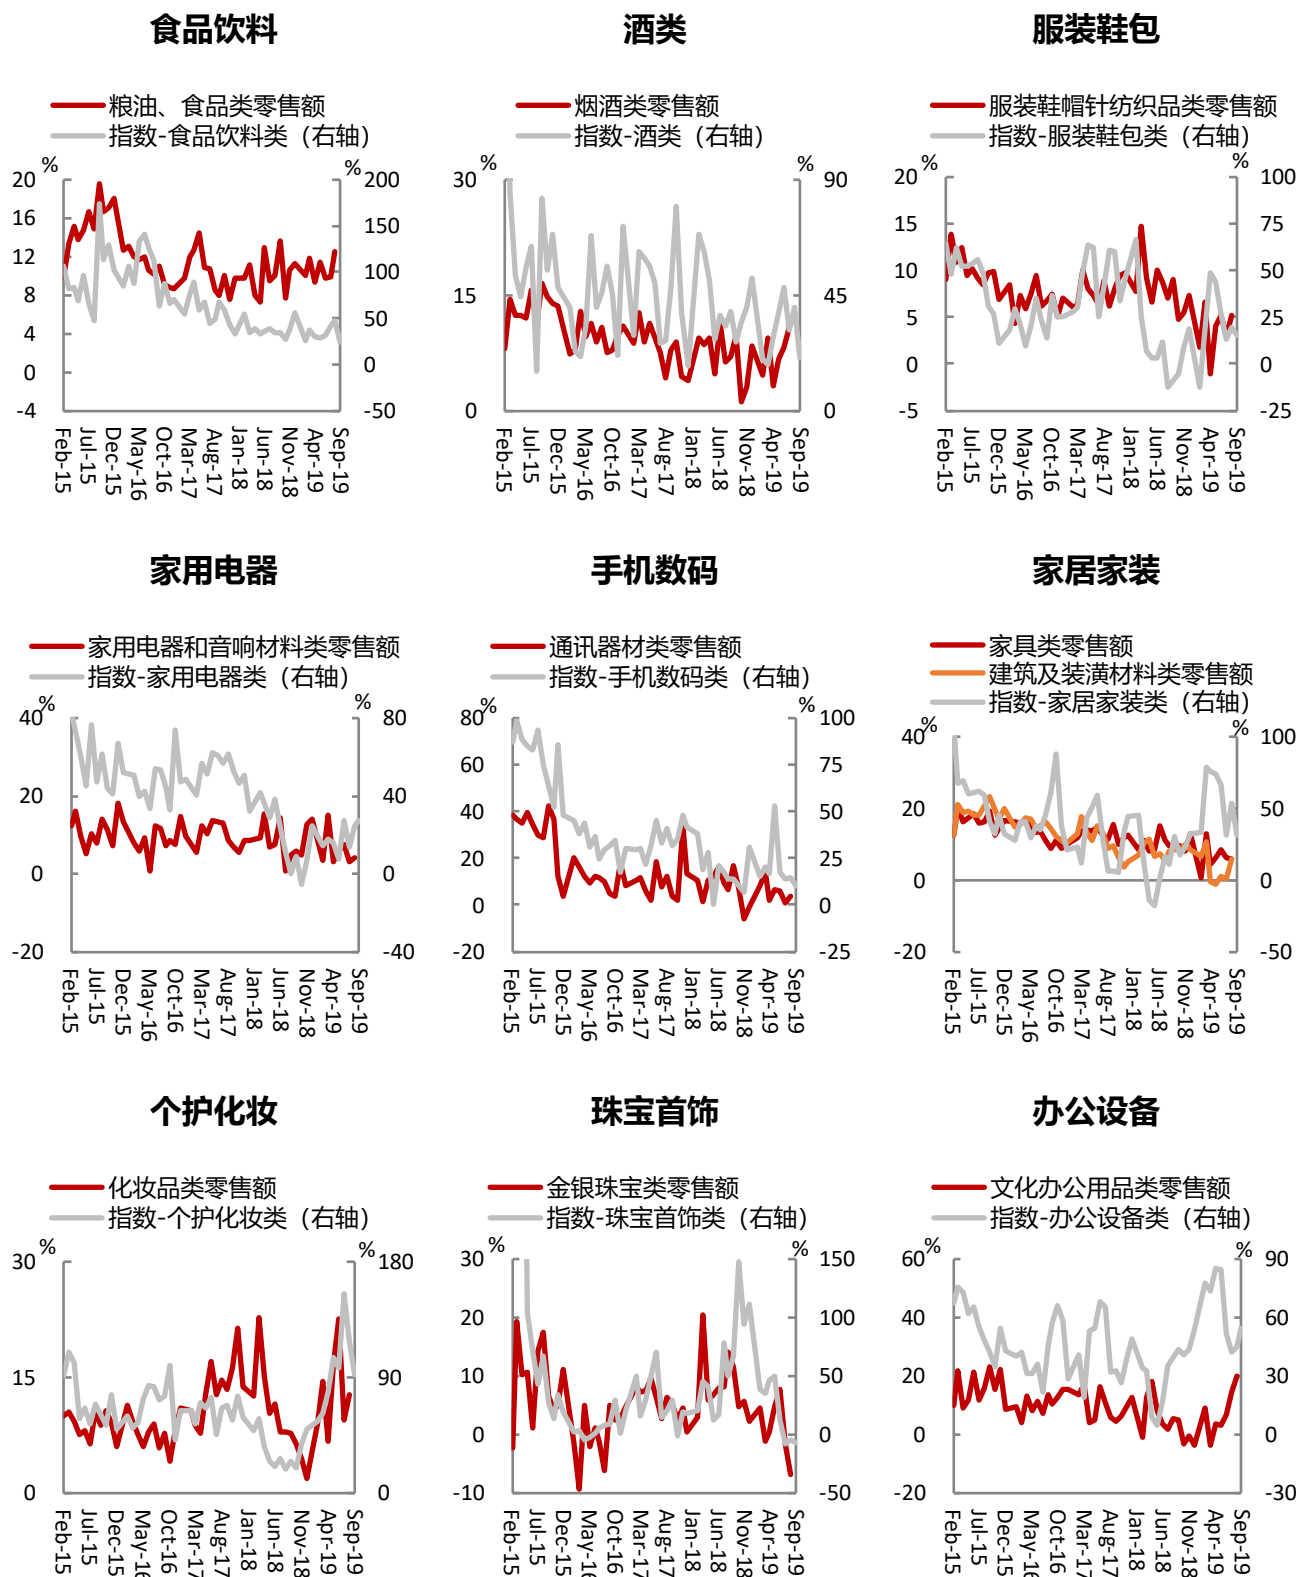 食品饮料
粮油、食品类零售额
指数-食品饮料类（右轴）
%
%
20
16
12
8
4
0
-4
200
150
100
50
0
-50
Feb-15
Jul-15
Dec-15
May-16
Oct-16
Mar-17
Aug-17
Jan-18
Jun-18
Nov-18
Apr-19
Sep-19
酒类
烟酒类零售额
指数-酒类（右轴）
%
%
30
15
0
90
45
0
Feb-15
Jul-15
Dec-15
May-16
Oct-16
Mar-17
Aug-17
Jan-18
Jun-18
Nov-18
Apr-19
Sep-19
服装鞋包
服装鞋帽针纺织品类零售额
指数-服装鞋包类（右轴）
%
%
20
15
10
5
0
-5
100
75
50
25
0
-25
Feb-15
Jul-15
Dec-15
May-16
Oct-16
Mar-17
Aug-17
Jan-18
Jun-18
Nov-18
Apr-19
Sep-19
家用电器
家用电器和音响材料类零售额
指数-家用电器类（右轴）
%
%
40
20
0
-20
80
40
0
-40
Feb-15
Jul-15
Dec-15
May-16
Oct-16
Mar-17
Aug-17
Jan-18
Jun-18
Nov-18
Apr-19
Sep-19
手机数码
通讯器材类零售额
指数-手机数码类（右轴）
%
%
80
60
40
20
0
-20
100
75
50
25
0
-25
Feb-15
Jul-15
Dec-15
May-16
Oct-16
Mar-17
Aug-17
Jan-18
Jun-18
Nov-18
Apr-19
Sep-19
家居家装
家具类零售额
建筑及装潢材料类零售额
指数-家居家装类（右轴）
%
%
40
20
0
-20
100
50
0
-50
Feb-15
Jul-15
Dec-15
May-16
Oct-16
Mar-17
Aug-17
Jan-18
Jun-18
Nov-18
Apr-19
Sep-19
个护化妆
化妆品类零售额
指数-个护化妆类（右轴）
%
%
30
15
0
180
90
0
Feb-15
Jul-15
Dec-15
May-16
Oct-16
Mar-17
Aug-17
Jan-18
Jun-18
Nov-18
Apr-19
Sep-19
珠宝首饰
金银珠宝类零售额
指数-珠宝首饰类（右轴）
%
%
30
20
10
0
-10
150
100
50
0
-50
Feb-15
Jul-15
Dec-15
May-16
Oct-16
Mar-17
Aug-17
Jan-18
Jun-18
Nov-18
Apr-19
Sep-19
办公设备
文化办公用品类零售额
指数-办公设备类（右轴）
%
%
60
40
20
0
-20
90
60
30
0
-30
Feb-15
Jul-15
Dec-15
May-16
Oct-16
Mar-17
Aug-17
Jan-18
Jun-18
Nov-18
Apr-19
Sep-19